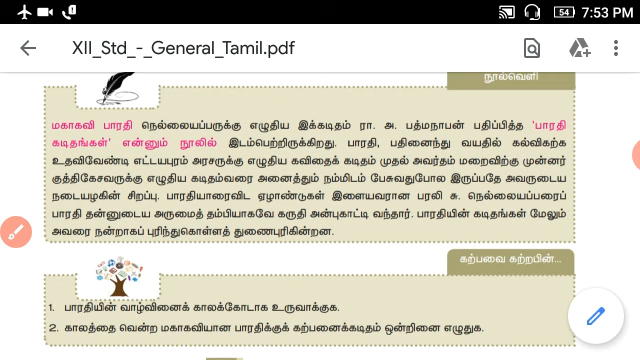 54 7:53 PM
XII_Std_-_General_Tamil.pdf
நூல்வெளி
மகாகவி பாரதி நெல்லையப்பருக்கு எழுதிய இக்கடிதம் ரா. அ. பத்மநாபன் பதிப்பித்த 'பாரதி
கடிதங்கள்' என்னும் நூலில் இடம்பெற்றிருக்கிறது. பாரதி, பதினைந்து வயதில் கல்விகற்க
உதவிவேண்டி எட்டயபுரம் அரசருக்கு எழுதிய கவிதைக் கடிதம் முதல் அவர்தம் மறைவிற்கு முன்னர்
குத்திகேசவருக்கு எழுதிய கடிதம்வரை அனைத்தும் நம்மிடம் பேசுவதுபோல இருப்பதே அவருடைய
நடையழகின் சிறப்பு. பாரதியாரைவிட ஏழாண்டுகள் இளையவரான பரலி சு. நெல்லையப்பரைப்
பாரதி தன்னுடைய அருமைத் தம்பியாகவே கருதி அன்புகாட்டி வந்தார். பாரதியின் கடிதங்கள் மேலும்
அவரை நன்றாகப் புரிந்துகொள்ளத் துணைபுரிகின்றன.
கற்பவை கற்றபின்...
1. பாரதியின் வாழ்வினைக் காலக்கோடாக உருவாக்குக.
2. காலத்தை வென்ற மகாகவியான பாரதிக்குக் கற்பனைக்கடிதம் ஒன்றினை எழுதுக.